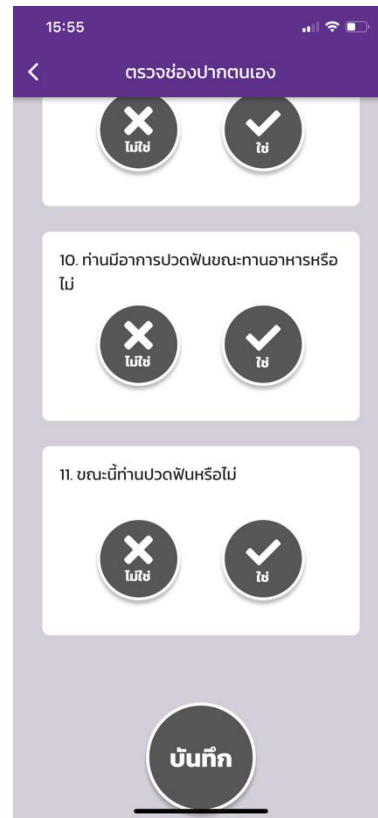 15:55
ตรวจช่องปากตนเอง
ไม่ใช่ ใช่
10. ท่านมีอาการปวดฟันขณะทานอาหารหรือ
ไม่
ไม่ใช่ ใช่
11. ขณะนี้ท่านปวดฟันหรือไม่
ไม่ใช่ ใช่
บันทึก